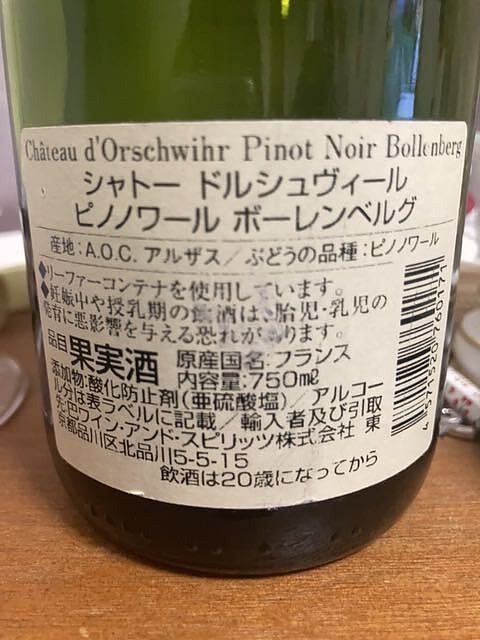 Château d'Orschwihr Pinot Noir Bollenberg
シャトー ドルシュヴィール
ピノノワール ボーレンベルグ
産地:A.O.C. アルザス/ぶどうの品種:ピノノワール
◆リーファーコンテナを使用しています。
◆妊娠中や授乳期の飲酒は、胎児・乳児の
発育に悪影響を与える恐れがあります。
品目 果実酒 原産国名:フランス
内容量:750mℓ
添加物:酸化防止剤(亜硫酸塩)/アルコー
ル分は表ラベルに記載/輸入者及び引取
先:ワイン・アンド・スピリッツ株式会社 東
京都品川区北品川5-5-15
飲酒は20歳になってから
4 571520 760171